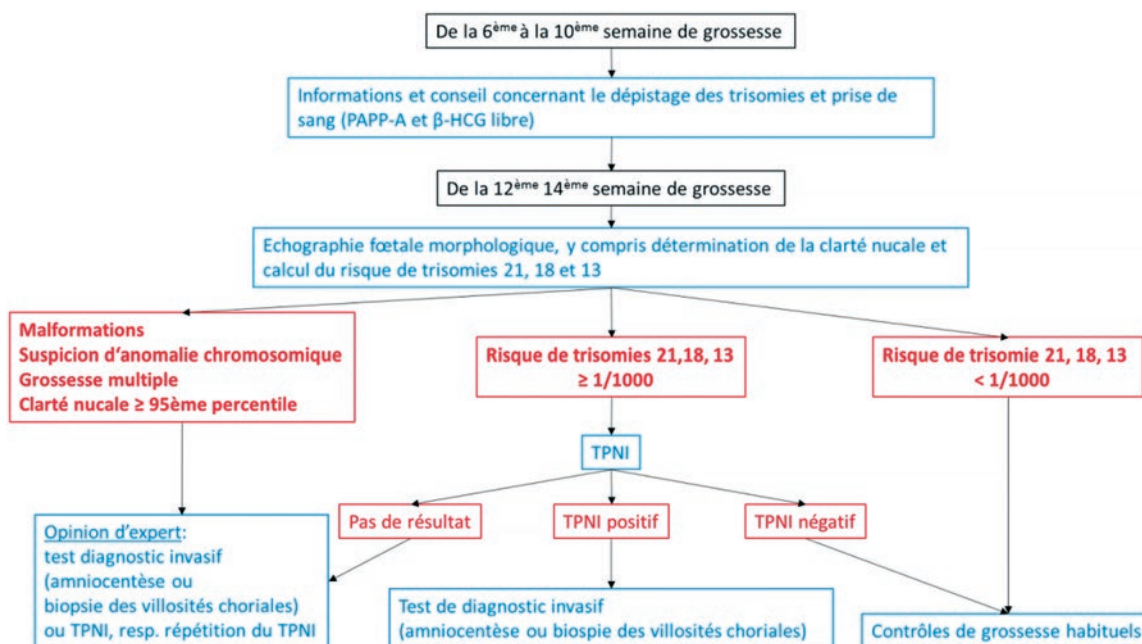 De la 6ème à la 10ème semaine de grossesse
Informations et conseil concernant le dépistage des trisomies et prise de
sang (PAPP-A et β-HCG libre)
De la 12ème 14ème semaine de grossesse
Echographie fœtale morphologique, y compris détermination de la clarté nucale et
calcul du risque de trisomies 21, 18 et 13
Malformations
Suspicion d‘anomalie chromosomique
Grossesse multiple
Clarté nucale ≥ 95ème percentile
Risque de trisomies 21,18, 13
≥ 1/1000
Risque de trisomie 21, 18, 13
< 1/1000
TPNI
Pas de résultat
TPNI positif
TPNI négatif
Opinion d’expert:
test diagnostic invasif
(amniocentèse ou
biopsie des villosités choriales)
ou TPNI, resp. répétition du TPNI
Test de diagnostic invasif
(amniocentèse ou biospie des villosités choriales)
Contrôles de grossesse habituels